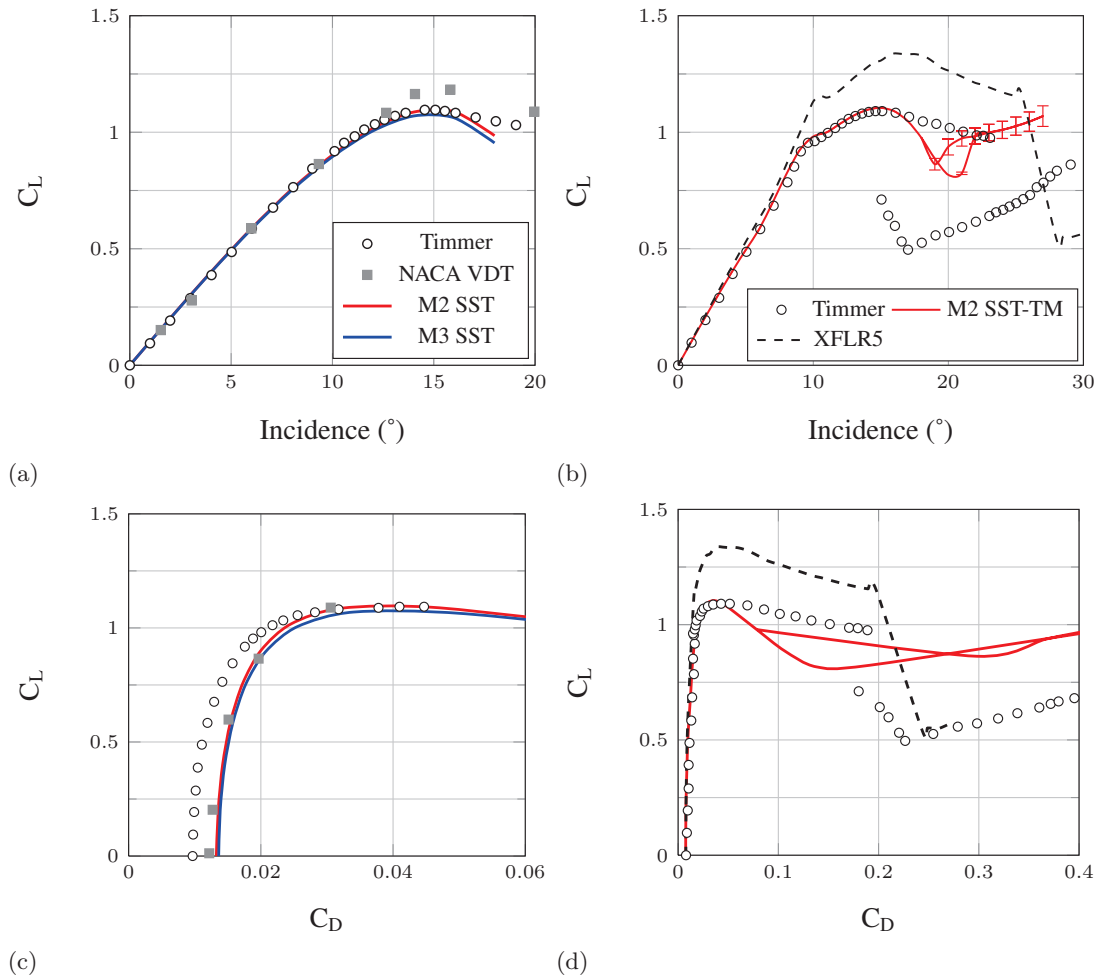 1.5
1
0.5
0
C_L
0 5 10 15 20
Incidence (°)
Timmer
NACA VDT
M2 SST
M3 SST
(a)
1.5
1
0.5
0
C_L
0 10 20 30
Incidence (°)
Timmer M2 SST-TM
XFLR5
(b)
1.5
1
0.5
0
C_L
0 0.02 0.04 0.06
C_D
(c)
1.5
1
0.5
0
C_L
0 0.1 0.2 0.3 0.4
C_D
(d)